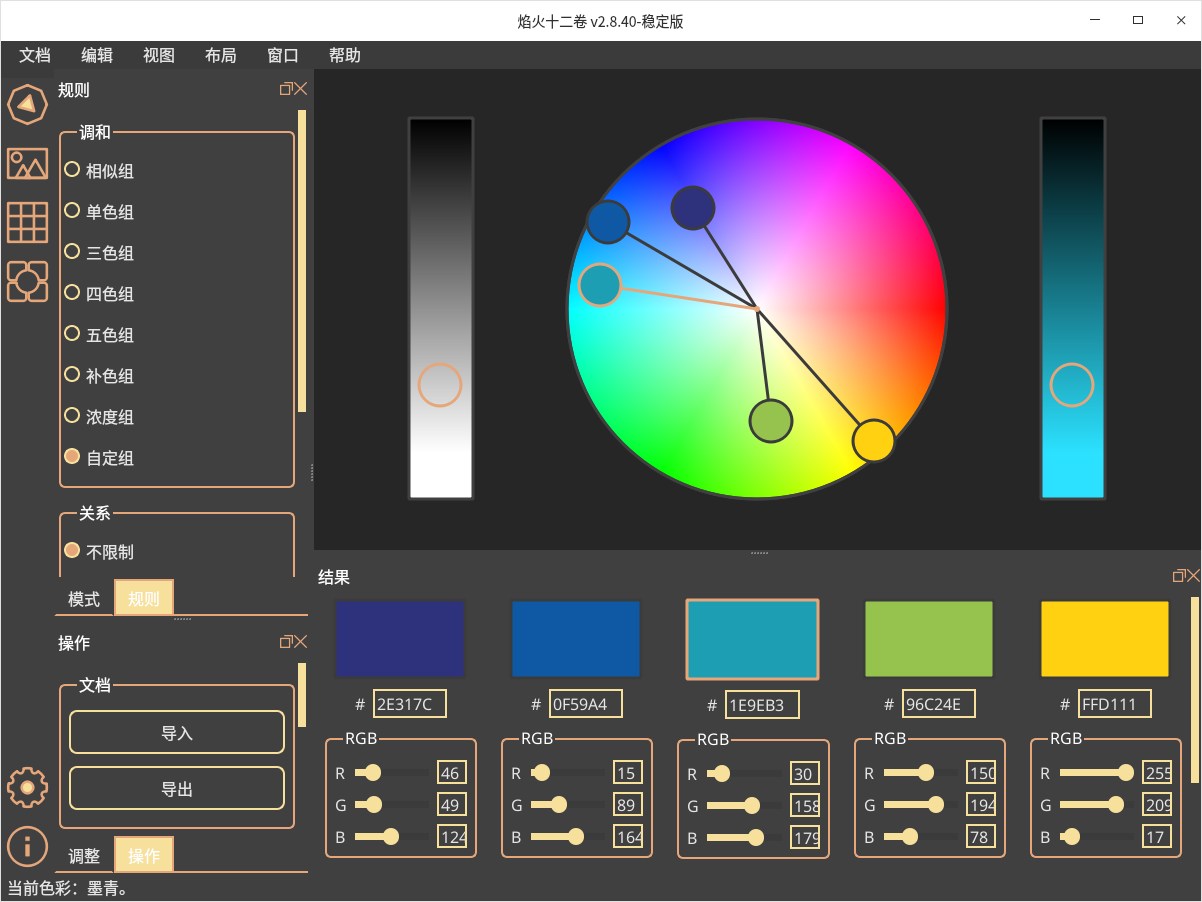 焰火十二卷 v2.8.40-稳定版
文档 编辑 视图 布局 窗口 帮助
规则
调和
相似组
单色组
三色组
四色组
五色组
补色组
浓度组
自定组
关系
不限制
模式 规则
操作
文档
导入
导出
调整 操作
结果
# 2E317C # 0F59A4 # 1E9EB3 # 96C24E # FFD111
RGB RGB RGB RGB RGB
R 46 R 15 R 30 R 150 R 255
G 49 G 89 G 158 G 194 G 209
B 124 B 164 B 179 B 78 B 17
当前色彩：墨青。